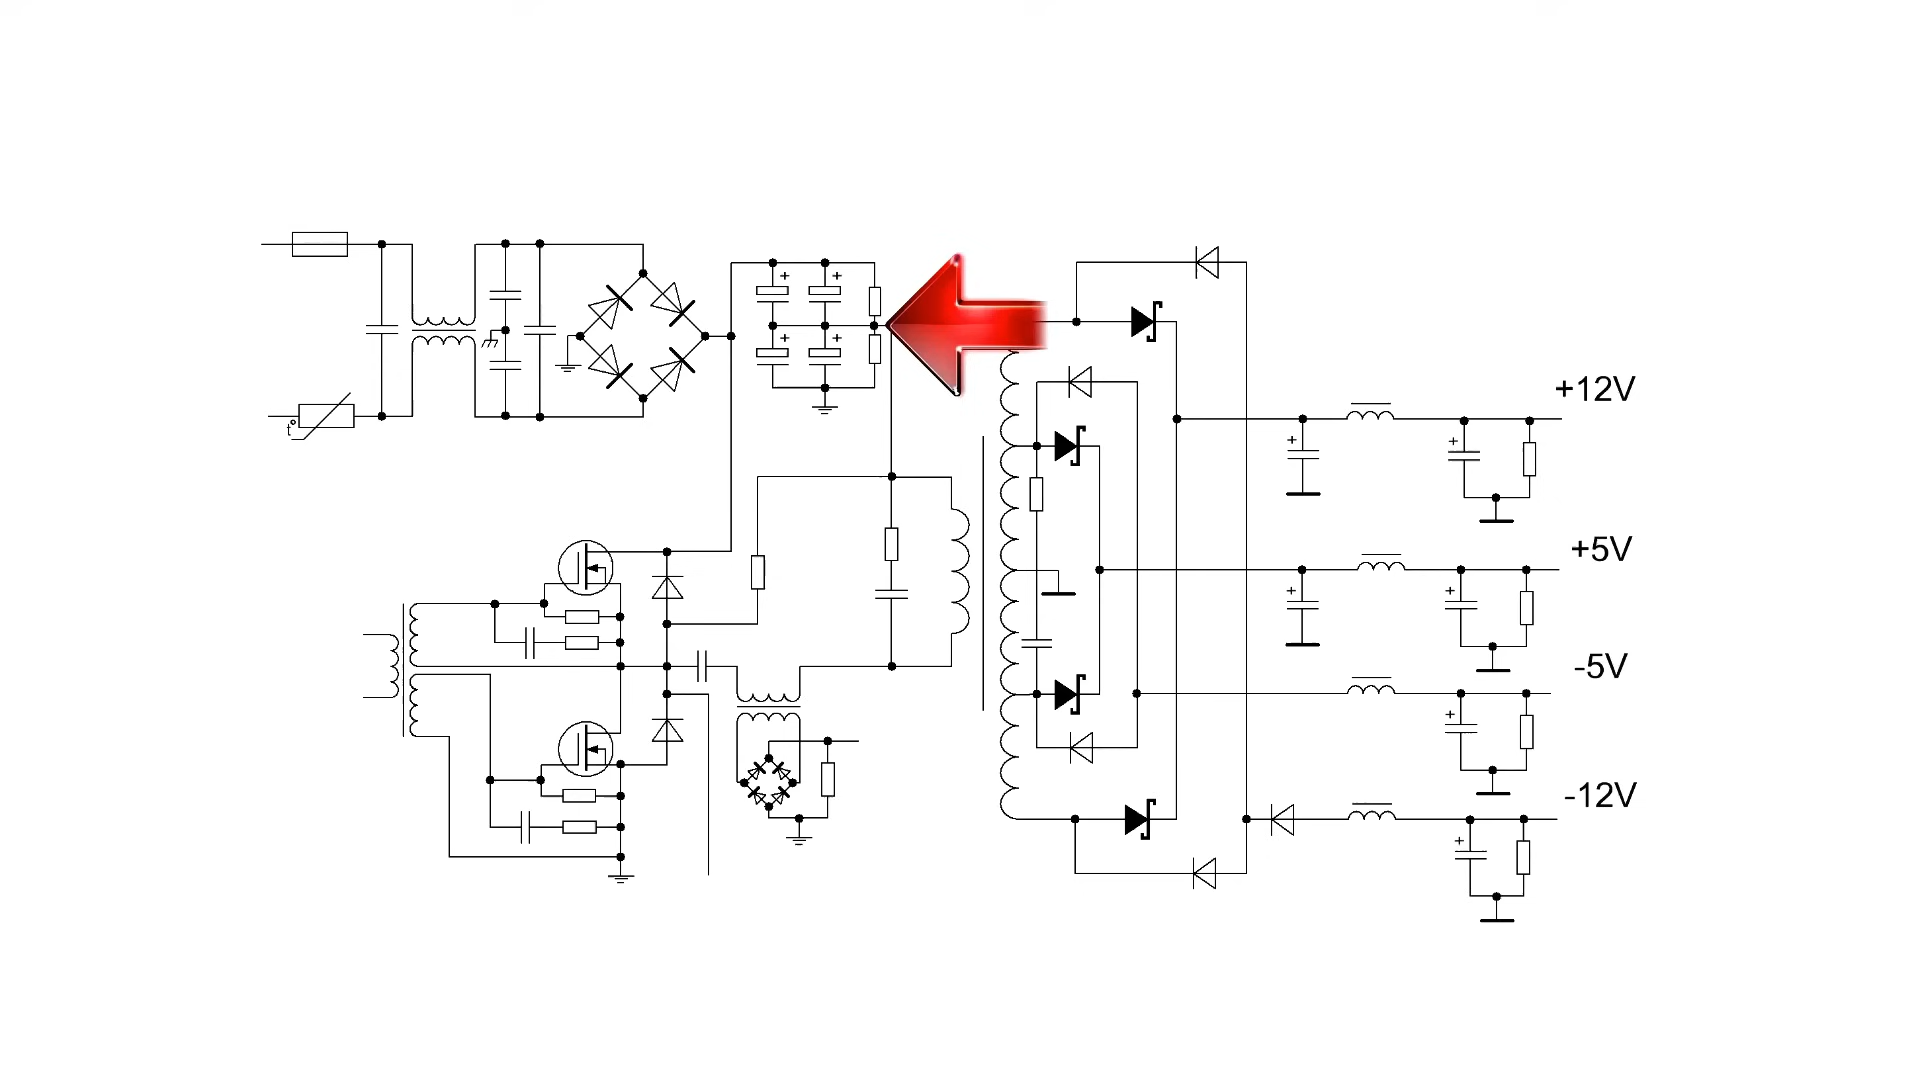 t°
+
+
+
+
+12V
+
+
+5V
+
+
-5V
+
-12V
+